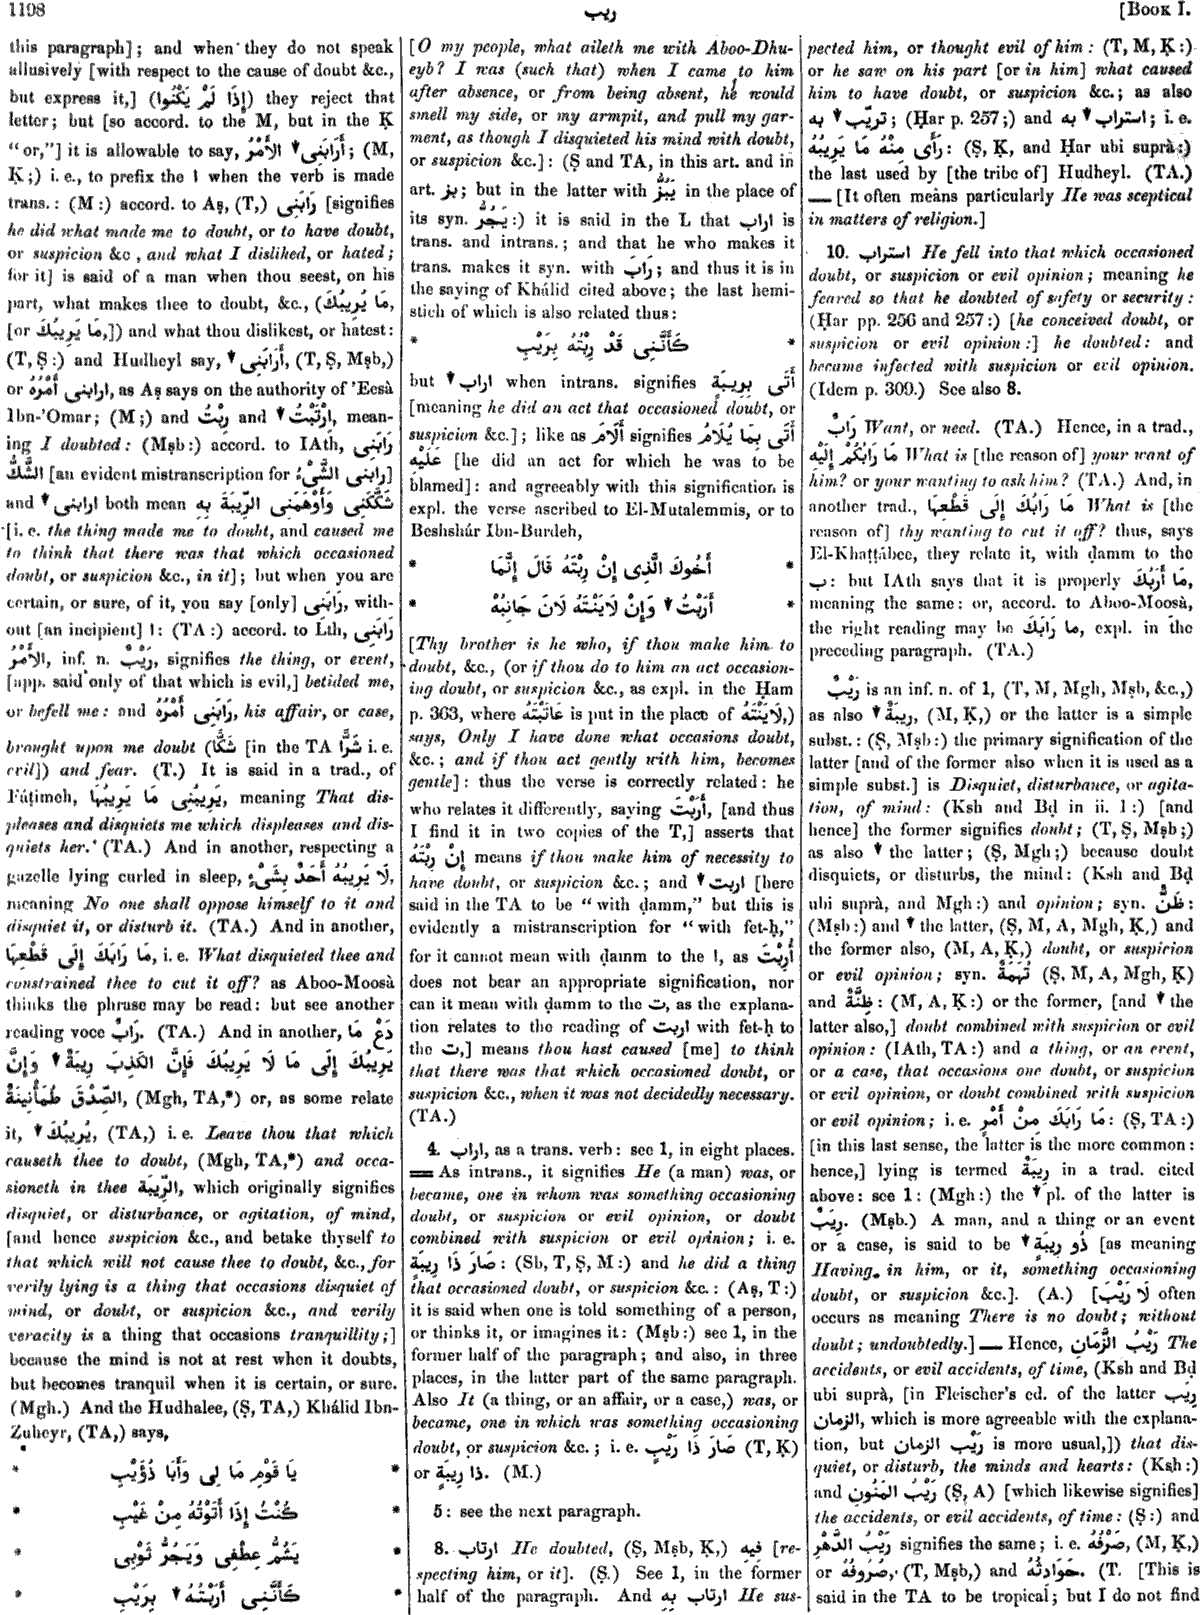 1198
ريب
[BOOK I.
this paragraph]; and when they do not speak
allusively [with respect to the cause of doubt &c.,
but express it,] (إِذَا لَمْ يَكْنُوا) they reject that
letter; but [so accord. to the M, but in the Ḳ
“or,”] it is allowable to say, أَرَابَنِى ▼ الأَمْرُ; (M,
Ḳ;) i. e., to prefix the ا when the verb is made
trans.: (M:) accord. to Aṣ, (T,) رَابَنِى [signifies
he did what made me to doubt, or to have doubt,
or suspicion &c, and what I disliked, or hated;
for it] is said of a man when thou seest, on his
part, what makes thee to doubt, &c., (مَا يُرِيبُكَ,
[or مَا يَرِيبُكَ,]) and what thou dislikest, or hatest:
(T, Ṣ:) and Hudheyl say, ▼ أَرَابَنِى, (T, Ṣ, Mṣb,)
or ارابنى أَمْرُهُ, as Aṣ says on the authority of ’Eesà
Ibn-’Omar; (M;) and رِبْتُ and ▼ ارْتَبْتُ, mean-
ing I doubted: (Mṣb:) accord. to IAth, رَابَنِى
الشَّكُّ [an evident mistranscription for رابنى الشَّىْءُ]
and ارابنى ▼ both mean شَكَّكَنِى وَأَوْهَمَنِى الرِّيبَةَ بِهِ
[i. e. the thing made me to doubt, and caused me
to think that there was that which occasioned
doubt, or suspicion &c., in it]; but when you are
certain, or sure, of it, you say [only] رَابَنِى, with-
out [an incipient] ا: (TA:) accord. to Lth, رَابَنِى
الأَمْرُ, inf. n. رَيْبٌ, signifies the thing, or event,
[app. said only of that which is evil,] betided me,
or befell me: and رَابَنِى أَمْرُهُ, his affair, or case,
brought upon me doubt (شَكًّا [in the TA شَرًّا i. e.
evil]) and fear. (T.) It is said in a trad., of
Fáṭimeh, يَرِيبُنِى مَا يَرِيبُهَا, meaning That dis-
pleases and disquiets me which displeases and dis-
quiets her. (TA.) And in another, respecting a
gazelle lying curled in sleep, لَا يَرِيبُهُ أَحَدٌ بِشَىْءٍ,
meaning No one shall oppose himself to it and
disquiet it, or disturb it. (TA.) And in another,
مَا رَابَكَ إِلَى قَطْعِهَا, i. e. What disquieted thee and
constrained thee to cut it off? as Aboo-Moosà
thinks the phrase may be read: but see another
reading voce رَابٌ. (TA.) And in another, دَعْ مَا
يَرِيبُكَ إِلَى مَا لَا يَرِيبُكَ فَإِنَّ الكَذِبَ رِيبَةٌ ▼ وَإِنَّ
الصِّدْقَ طُمَأْنِينَةٌ, (Mgh, TA,*) or, as some relate
it, ▼ يُرِيبُكَ, (TA,) i. e. Leave thou that which
causeth thee to doubt, (Mgh, TA,*) and occa-
sioneth in thee الرِّيبَة, which originally signifies
disquiet, or disturbance, or agitation, of mind,
[and hence suspicion &c., and betake thyself to
that which will not cause thee to doubt, &c., for
verily lying is a thing that occasions disquiet of
mind, or doubt, or suspicion &c., and verily
veracity is a thing that occasions tranquillity;]
because the mind is not at rest when it doubts,
but becomes tranquil when it is certain, or sure.
(Mgh.) And the Hudhalee, (Ṣ, TA,) Khálid Ibn-
Zuheyr, (TA,) says,
* يَا قَوْمِ مَا لِى وَأَبَا ذُؤَيْبِ *
* كُنْتُ إِذَا أَتَوْتُهُ مِنْ غَيْبِ *
* يَشُمُّ عِطْفِى وَيَجُرُّ ثَوْبِى *
* كَأَنَّنِى أَرَبْتُهُ ▼ بِرَيْبِ *
[O my people, what aileth me with Aboo-Dhu-
eyb? I was (such that) when I came to him
after absence, or from being absent, he would
smell my side, or my armpit, and pull my gar-
ment, as though I disquieted his mind with doubt,
or suspicion &c.]: (Ṣ and TA, in this art. and in
art. بز; but in the latter with يَبُزُّ in the place of
its syn. يَجُرُّ:) it is said in the L that اراب is
trans. and intrans.; and that he who makes it
trans. makes it syn. with رَابَ; and thus it is in
the saying of Khálid cited above; the last hemi-
stich of which is also related thus:
* كَأَنَّنِى قَدْ رِبْتُهُ بِرَيْبِ *
but ▼ اراب when intrans. signifies أَتَى بِرِيبَةٍ
[meaning he did an act that occasioned doubt, or
suspicion &c.]; like as أَلَامَ signifies أَتَى بِمَا يُلَامُ
عَلَيْهِ [he did an act for which he was to be
blamed]: and agreeably with this signification is
expl. the verse ascribed to El-Mutalemmis, or to
Beshshár Ibn-Burdeh,
* أَخُوكَ الَّذِى إِنْ رِبْتَهُ قَالَ إِنَّمَا *
* أَرَبْتُ ▼ وَإِنْ لَايَنْتَهُ لَانَ جَانِبُهْ *
[Thy brother is he who, if thou make him to
doubt, &c., (or if thou do to him an act occasion-
ing doubt, or suspicion &c., as expl. in the Ḥam
p. 363, where عَاتَبْتَهُ is put in the place of لَايَنْتَهُ,)
says, Only I have done what occasions doubt,
&c.; and if thou act gently with him, becomes
gentle]: thus the verse is correctly related: he
who relates it differently, saying أَرَبْتَ, [and thus
I find it in two copies of the T,] asserts that
إِنْ رِبْتَهُ means if thou make him of necessity to
have doubt, or suspicion &c.; and ▼ اربت [here
said in the TA to be “with ḍamm,” but this is
evidently a mistranscription for “with fet-ḥ,”
for it cannot mean with ḍamm to the ا, as أُرِبْتَ
does not bear an appropriate signification, nor
can it mean with ḍamm to the ت, as the explana-
tion relates to the reading of اربت with fet-ḥ to
the ت,] means thou hast caused [me] to think
that there was that which occasioned doubt, or
suspicion &c., when it was not decidedly necessary.
(TA.)
4. اراب, as a trans. verb: see 1, in eight places.
═ As intrans., it signifies He (a man) was, or
became, one in whom was something occasioning
doubt, or suspicion or evil opinion, or doubt
combined with suspicion or evil opinion; i. e.
صَارَ ذَا رِيبَةٍ: (Sb, T, Ṣ, M:) and he did a thing
that occasioned doubt, or suspicion &c.: (Aṣ, T:)
it is said when one is told something of a person,
or thinks it, or imagines it: (Mṣb:) see 1, in the
former half of the paragraph; and also, in three
places, in the latter part of the same paragraph.
Also It (a thing, or an affair, or a case,) was, or
became, one in which was something occasioning
doubt, or suspicion &c.; i. e. صَارَ ذَا رَيْبٍ (T, Ḳ)
or ذا رِيبَةٍ. (M.)
5: see the next paragraph.
8. ارتاب He doubted, (Ṣ, Mṣb, Ḳ,) فِيهِ [re-
specting him, or it]. (Ṣ.) See 1, in the former
half of the paragraph. And ارتاب بِهِ He sus-
pected him, or thought evil of him: (T, M, Ḳ:)
or he saw on his part [or in him] what caused
him to have doubt, or suspicion &c.; as also
تريّب ▼ به; (Ḥar p. 257;) and استراب ▼ به; i. e.
رَأَى مِنْهُ مَا يَرِيبُهُ: (Ṣ, Ḳ, and Ḥar ubi suprà:)
the last used by [the tribe of] Hudheyl. (TA.)
— [It often means particularly He was sceptical
in matters of religion.]
10. استراب He fell into that which occasioned
doubt, or suspicion or evil opinion; meaning he
feared so that he doubted of safety or security:
(Ḥar pp. 256 and 257:) [he conceived doubt, or
suspicion or evil opinion:] he doubted: and
became infected with suspicion or evil opinion.
(Idem p. 309.) See also 8.
رَابٌ Want, or need. (TA.) Hence, in a trad.,
مَا رَابُكُمْ إِلَيْهِ What is [the reason of] your want of
him? or your wanting to ask him? (TA.) And, in
another trad., مَا رَابُكَ إِلَى قَطْعِهَا What is [the
reason of] thy wanting to cut it off? thus, says
El-Khaṭṭábee, they relate it, with ḍamm to the
ب: but IAth says that it is properly مَا أَرَبُكَ,
meaning the same: or, accord. to Aboo-Moosà,
the right reading may be ما رَابَكَ, expl. in the
preceding paragraph. (TA.)
رَيْبٌ is an inf. n. of 1, (T, M, Mgh, Mṣb, &c.,)
as also ▼ رِيبَةٌ, (M, Ḳ,) or the latter is a simple
subst.: (Ṣ, Mṣb:) the primary signification of the
latter [and of the former also when it is used as a
simple subst.] is Disquiet, disturbance, or agita-
tion, of mind: (Ksh and Bḍ in ii. 1:) [and
hence] the former signifies doubt; (T, Ṣ, Mṣb;)
as also ▼ the latter; (Ṣ, Mgh;) because doubt
disquiets, or disturbs, the mind: (Ksh and Bḍ
ubi suprà, and Mgh:) and opinion; syn. ظَنٌّ:
(Mṣb:) and ▼ the latter, (Ṣ, M, A, Mgh, Ḳ,) and
the former also, (M, A, Ḳ,) doubt, or suspicion
or evil opinion; syn. تُهَمَةٌ (Ṣ, M, A, Mgh, Ḳ)
and ظِنَّةٌ: (M, A, Ḳ:) or the former, [and ▼ the
latter also,] doubt combined with suspicion or evil
opinion: (IAth, TA:) and a thing, or an event,
or a case, that occasions one doubt, or suspicion
or evil opinion, or doubt combined with suspicion
or evil opinion; i. e. مَا رَابَكَ مِنْ أَمْرٍ: (Ṣ, TA:)
[in this last sense, the latter is the more common:
hence,] lying is termed رِيبَةٌ in a trad. cited
above: see 1: (Mgh:) the ▼ pl. of the latter is
رِيَبٌ. (Mṣb.) A man, and a thing or an event
or a case, is said to be ذُو رِيبَةٍ ▼ [as meaning
Having, in him, or it, something occasioning
doubt, or suspicion &c.]. (A.) [لَا رَيْبَ often
occurs as meaning There is no doubt; without
doubt; undoubtedly.] — Hence, رَيْبُ الزَّمَانِ The
accidents, or evil accidents, of time, (Ksh and Bḍ
ubi suprà, [in Fleischer’s ed. of the latter رِيَب
الزمان, which is more agreeable with the explana-
tion, but رَيْب الزمان is more usual,]) that dis-
quiet, or disturb, the minds and hearts: (Ksh:)
and رَيْبُ المَنُونِ (Ṣ, A) [which likewise signifies]
the accidents, or evil accidents, of time: (Ṣ:) and
رَيْبُ الدَّهْرِ signifies the same; i. e. صَرْفُهُ, (M, Ḳ,)
or صُرُوفُهُ, (T, Mṣb,) and حَوَادِثُهُ. (T. [This is
said in the TA to be tropical; but I do not find